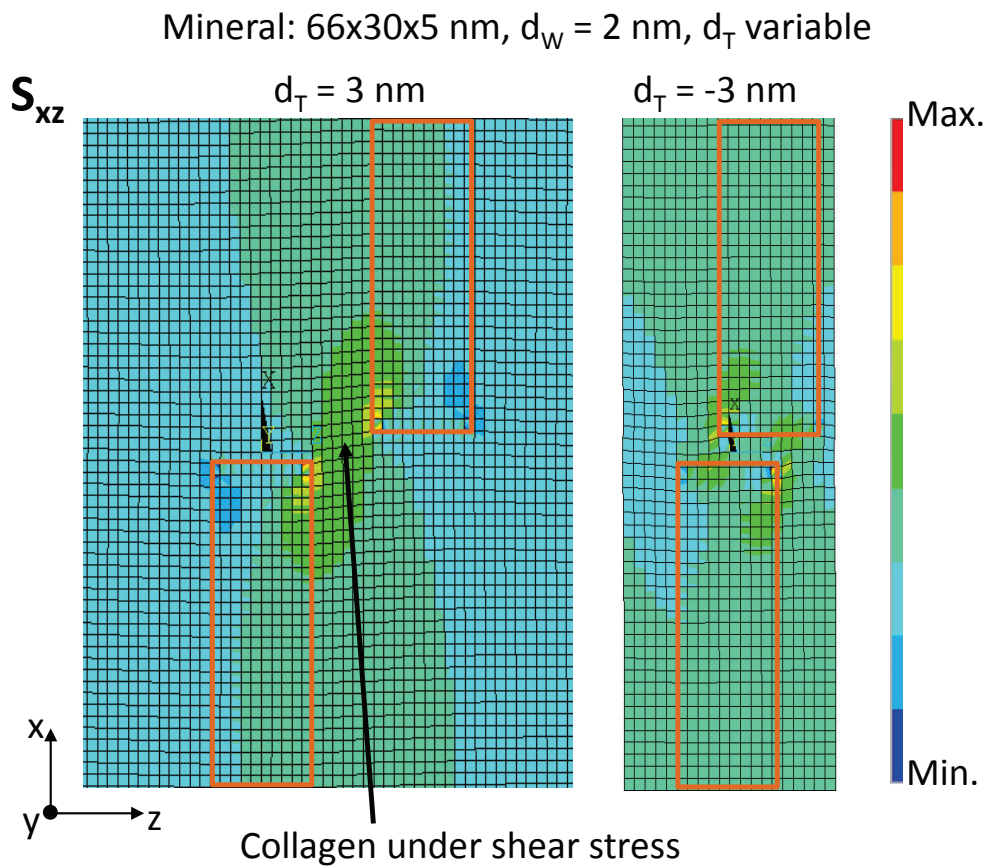 Mineral: 66x30x5 nm, dW = 2 nm, dT variable
Sxz
dT = 3 nm
dT = -3 nm
Max.
X
Y
X
x
y
z
Min.
Collagen under shear stress